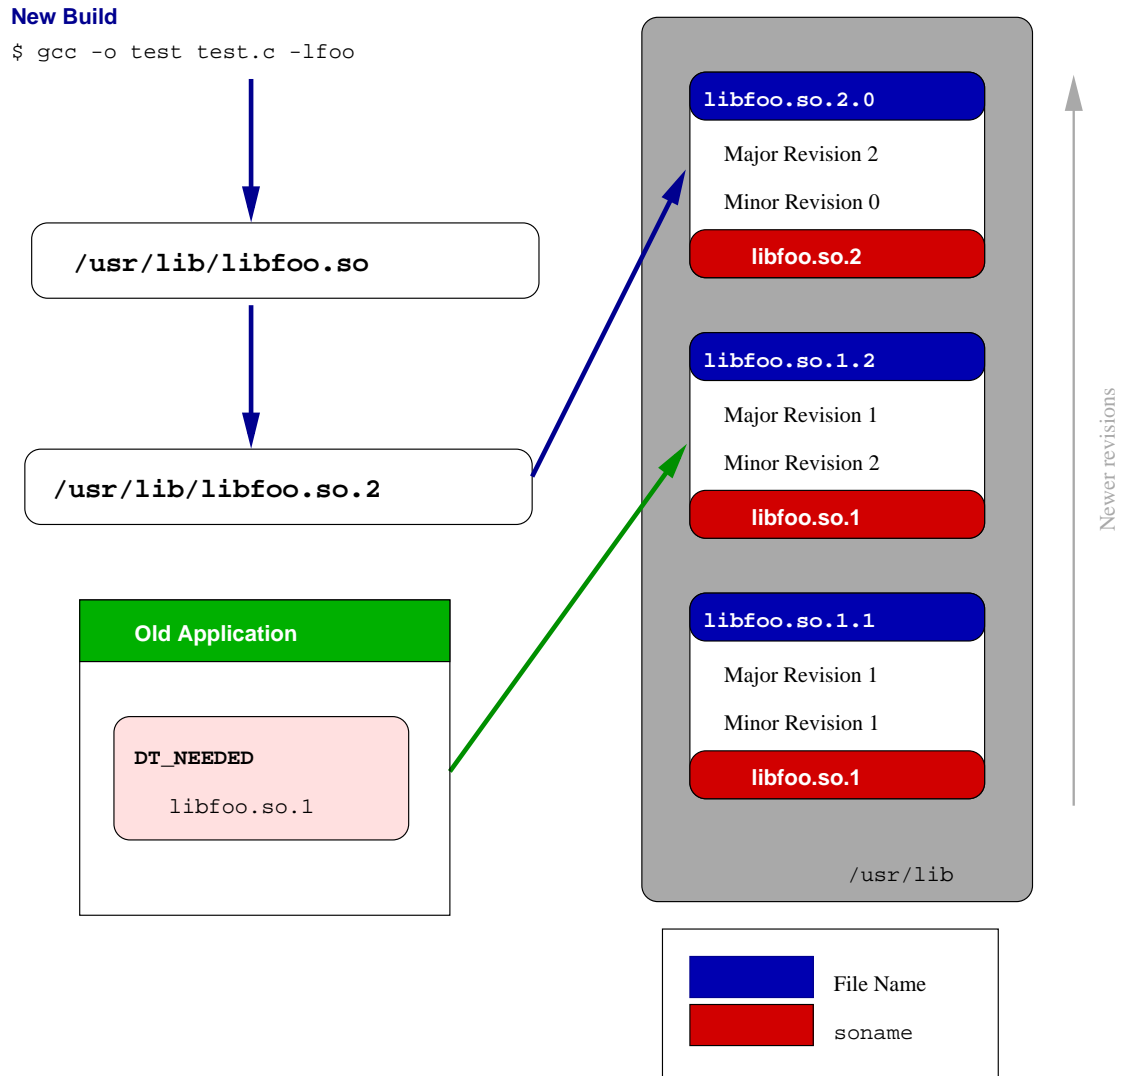 New Build
$ gcc -o test test.c -lfoo
/usr/lib/libfoo.so
/usr/lib/libfoo.so.2
Old Application
DT_NEEDED
libfoo.so.1
libfoo.so.2.0
Major Revision 2
Minor Revision 0
libfoo.so.2
libfoo.so.1.2
Major Revision 1
Minor Revision 2
libfoo.so.1
libfoo.so.1.1
Major Revision 1
Minor Revision 1
libfoo.so.1
/usr/lib
Newer revisions
File Name
soname